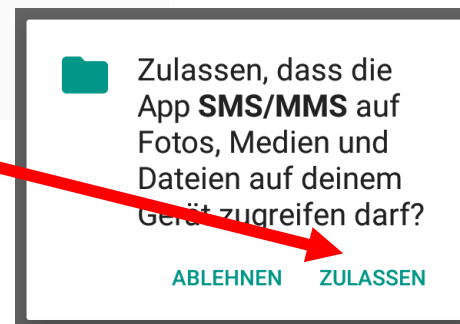 Zulassen, dass die
App SMS/MMS auf
Fotos, Medien und
Dateien auf deinem
Gerät zugreifen darf?
ABLEHNEN ZULASSEN